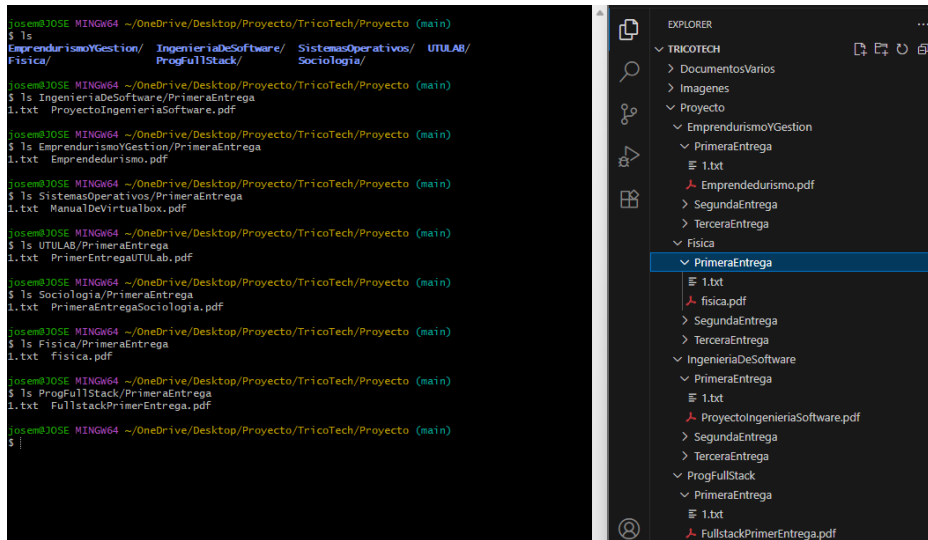 josem@JOSE MINGW64 ~/OneDrive/Desktop/Proyecto/TricoTech/Proyecto (main)
$ ls
EmprendurismoYGestion/ IngenieriaDeSoftware/ SistemasOperativos/ UTULAB/
Fisica/ ProgFullStack/ Sociologia/
josem@JOSE MINGW64 ~/OneDrive/Desktop/Proyecto/TricoTech/Proyecto (main)
$ ls IngenieriaDeSoftware/PrimeraEntrega
1.txt ProyectoIngenieriaSoftware.pdf
josem@JOSE MINGW64 ~/OneDrive/Desktop/Proyecto/TricoTech/Proyecto (main)
$ ls EmprendurismoYGestion/PrimeraEntrega
1.txt Emprendedurismo.pdf
josem@JOSE MINGW64 ~/OneDrive/Desktop/Proyecto/TricoTech/Proyecto (main)
$ ls SistemasOperativos/PrimeraEntrega
1.txt ManualDeVirtualbox.pdf
josem@JOSE MINGW64 ~/OneDrive/Desktop/Proyecto/TricoTech/Proyecto (main)
$ ls UTULAB/PrimeraEntrega
1.txt PrimerEntregaUTULab.pdf
josem@JOSE MINGW64 ~/OneDrive/Desktop/Proyecto/TricoTech/Proyecto (main)
$ ls Sociologia/PrimeraEntrega
1.txt PrimeraEntregaSociologia.pdf
josem@JOSE MINGW64 ~/OneDrive/Desktop/Proyecto/TricoTech/Proyecto (main)
$ ls Fisica/PrimeraEntrega
1.txt fisica.pdf
josem@JOSE MINGW64 ~/OneDrive/Desktop/Proyecto/TricoTech/Proyecto (main)
$ ls ProgFullStack/PrimeraEntrega
1.txt FullstackPrimerEntrega.pdf
josem@JOSE MINGW64 ~/OneDrive/Desktop/Proyecto/TricoTech/Proyecto (main)
$
EXPLORER
TRICOTECH
DocumentosVarios
Imagenes
Proyecto
EmprendurismoYGestion
PrimeraEntrega
1.txt
Emprendedurismo.pdf
SegundaEntrega
TerceraEntrega
Fisica
PrimeraEntrega
1.txt
fisica.pdf
SegundaEntrega
TerceraEntrega
IngenieriaDeSoftware
PrimeraEntrega
1.txt
ProyectoIngenieriaSoftware.pdf
SegundaEntrega
TerceraEntrega
ProgFullStack
PrimeraEntrega
1.txt
FullstackPrimerEntrega.pdf